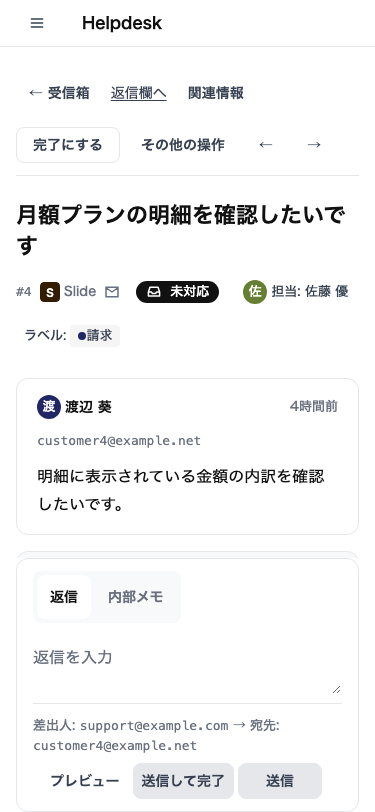 Helpdesk
← 受信箱 返信欄へ 関連情報
完了にする その他の操作 ← →
月額プランの明細を確認したいで
す
#4 S Slide 未対応 佐 担当: 佐藤 優
ラベル: 請求
渡 渡辺 葵 4時間前
customer4@example.net
明細に表示されている金額の内訳を確認
したいです。
返信 内部メモ
返信を入力
差出人: support@example.com → 宛先:
customer4@example.net
プレビュー 送信して完了 送信